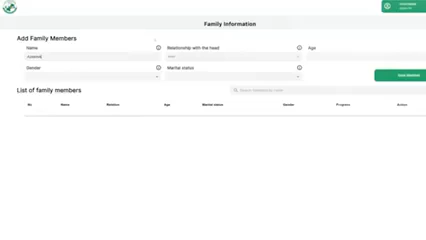 Family Information
Add Family Members
Name Relationship with the head Age
Gender Marital status
List of family members
No Name Relation Age Marital status Gender Progress Action